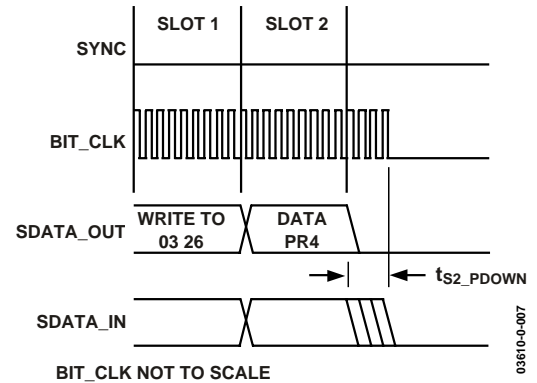 SLOT 1 SLOT 2
SYNC
BIT_CLK
SDATA_OUT
WRITE TO
03 26
DATA
PR4
tS2_PDOWN
SDATA_IN
BIT_CLK NOT TO SCALE
03610-0-007